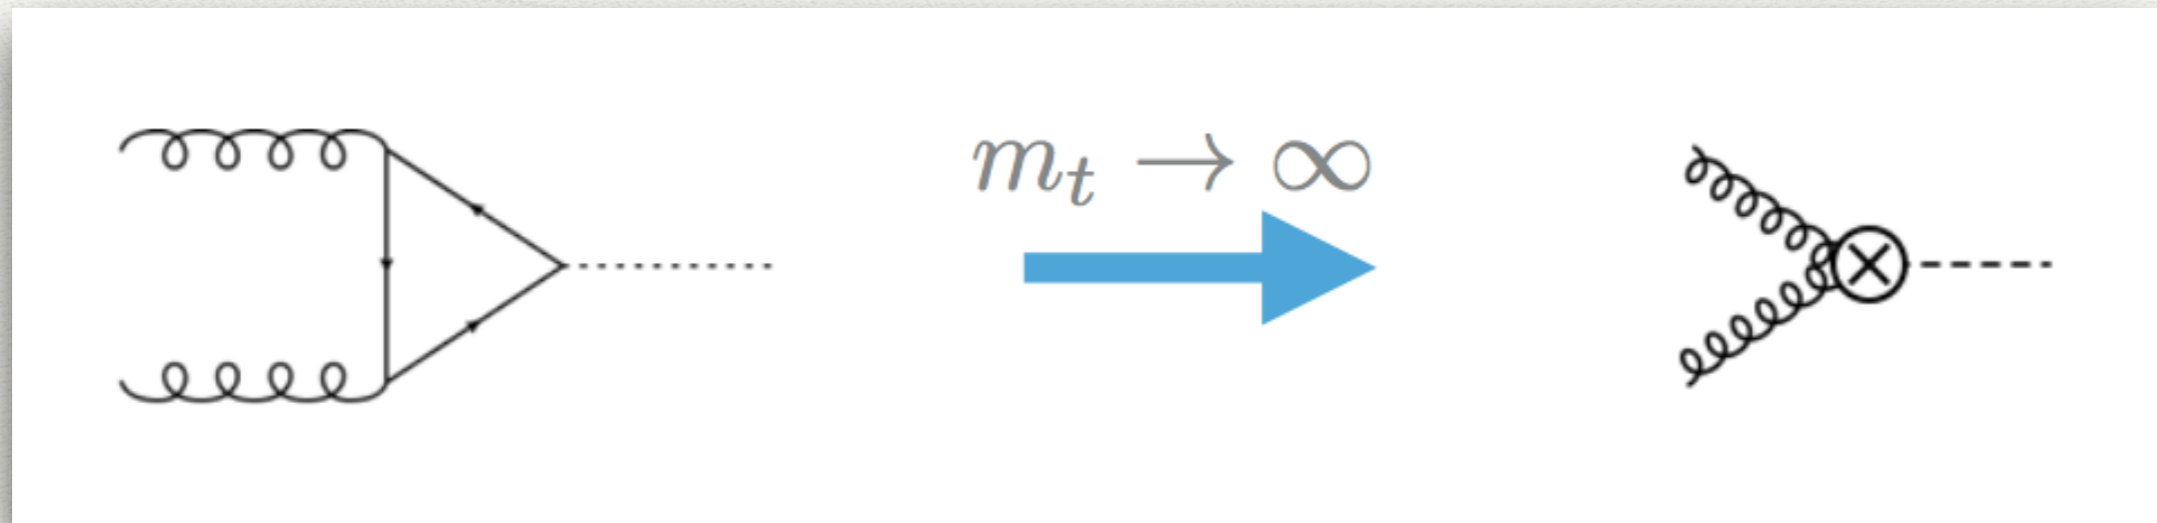 m_t → ∞